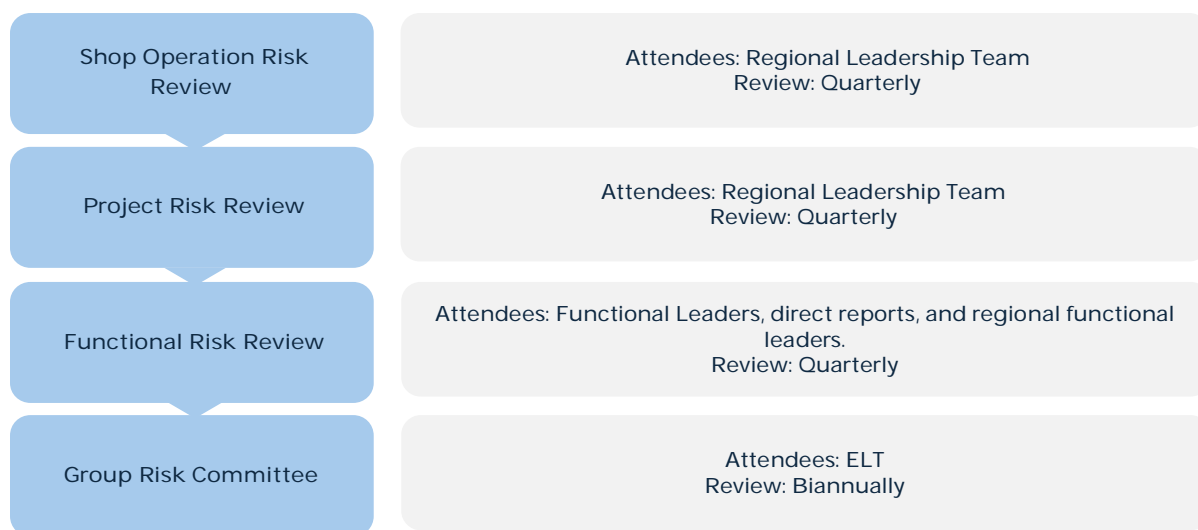 Shop Operation Risk
Review
Attendees: Regional Leadership Team
Review: Quarterly
Project Risk Review
Attendees: Regional Leadership Team
Review: Quarterly
Functional Risk Review
Attendees: Functional Leaders, direct reports, and regional functional
leaders.
Review: Quarterly
Group Risk Committee
Attendees: ELT
Review: Biannually